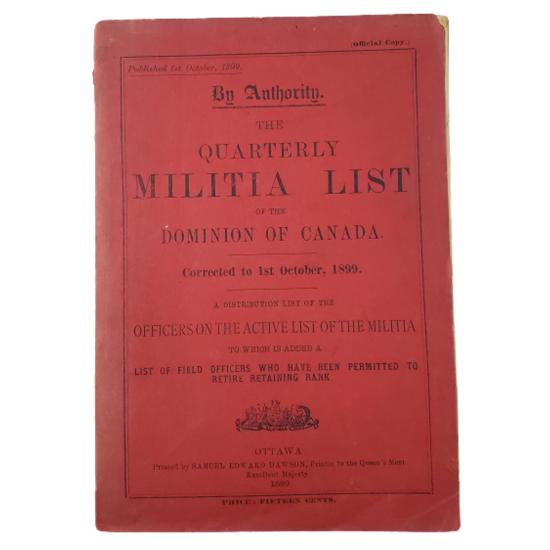 (Official Copy.)
Published 1st October, 1899.
By Authority.
THE
QUARTERLY
MILITIA LIST
OF THE
DOMINION OF CANADA.
Corrected to 1st October, 1899.
A DISTRIBUTION LIST OF THE
OFFICERS ON THE ACTIVE LIST OF THE MILITIA
TO WHICH IS ADDED A
LIST OF FIELD OFFICERS WHO HAVE BEEN PERMITTED TO
RETIRE RETAINING RANK.
OTTAWA
Printed by SAMUEL EDWARD DAWSON, Printer to the Queen's Most
Excellent Majesty
1899
PRICE: FIFTEEN CENTS.